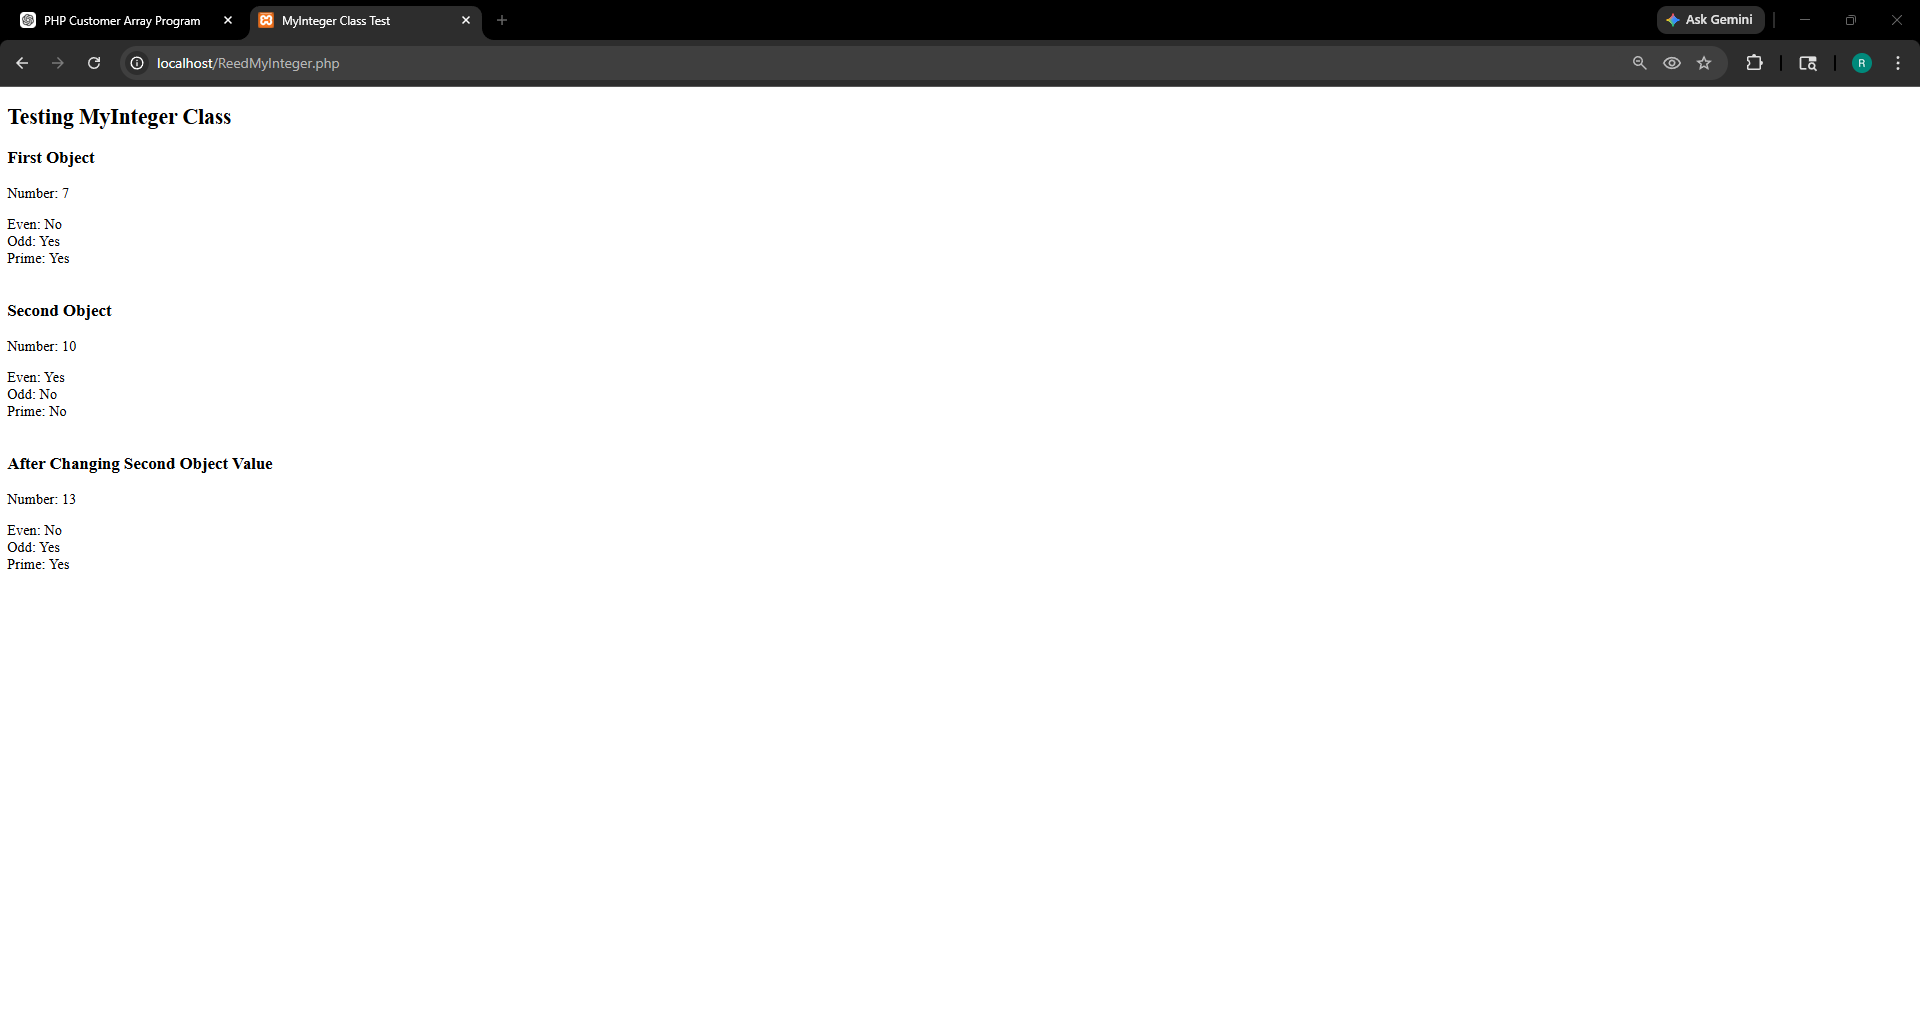 PHP Customer Array Program
MyInteger Class Test
Ask Gemini
localhost/ReedMyInteger.php
R
Testing MyInteger Class
First Object
Number: 7
Even: No
Odd: Yes
Prime: Yes
Second Object
Number: 10
Even: Yes
Odd: No
Prime: No
After Changing Second Object Value
Number: 13
Even: No
Odd: Yes
Prime: Yes